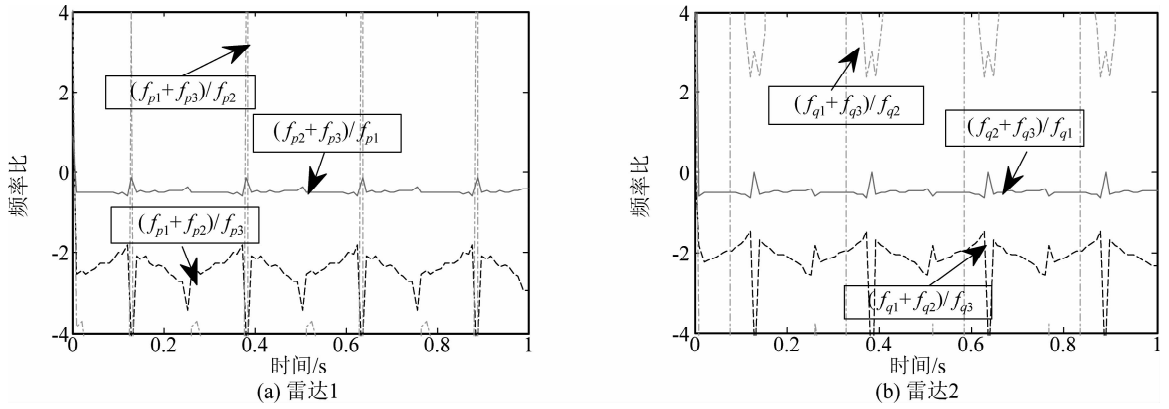 4
2
0
-2
-4
频率比
(fp1+fp3)/fp2
(fp2+fp3)/fp1
(fp1+fp2)/fp3
0 0.2 0.4 0.6 0.8 1
时间/s
(a) 雷达1
4
2
0
-2
-4
频率比
(fq1+fq3)/fq2
(fq2+fq3)/fq1
(fq1+fq2)/fq3
0 0.2 0.4 0.6 0.8 1
时间/s
(b) 雷达2